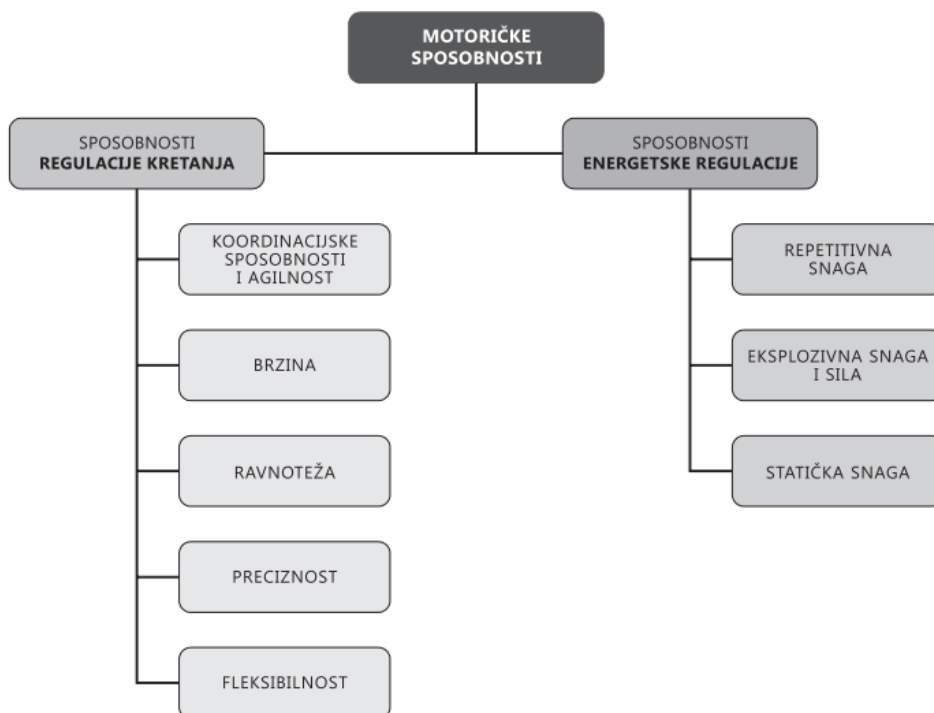 MOTORIČKE
SPOSOBNOSTI
SPOSOBNOSTI
REGULACIJE KRETANJA
KOORDINACIJSKE
SPOSOBNOSTI
I AGILNOST
BRZINA
RAVNOTEŽA
PRECIZNOST
FLEKSIBILNOST
SPOSOBNOSTI
ENERGETSKE REGULACIJE
REPETITIVNA
SNAGA
EKSPLOZIVNA SNAGA
I SILA
STATIČKA SNAGA